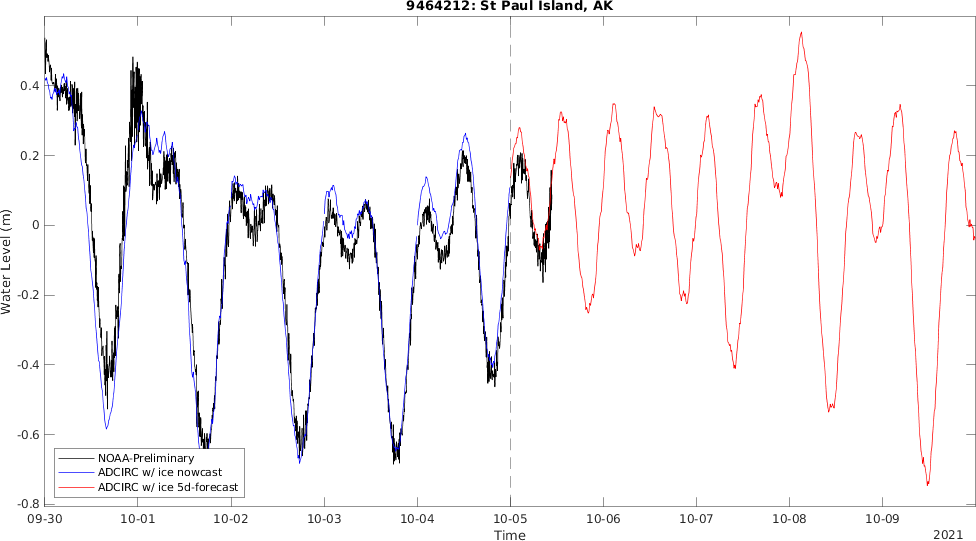 9464212: St Paul Island, AK
Water Level (m)
0.4
0.2
0
-0.2
-0.4
-0.6
-0.8
NOAA-Preliminary
ADCIRC w/ ice nowcast
ADCIRC w/ ice 5d-forecast
09-30 10-01 10-02 10-03 10-04 10-05 10-06 10-07 10-08 10-09
Time
2021